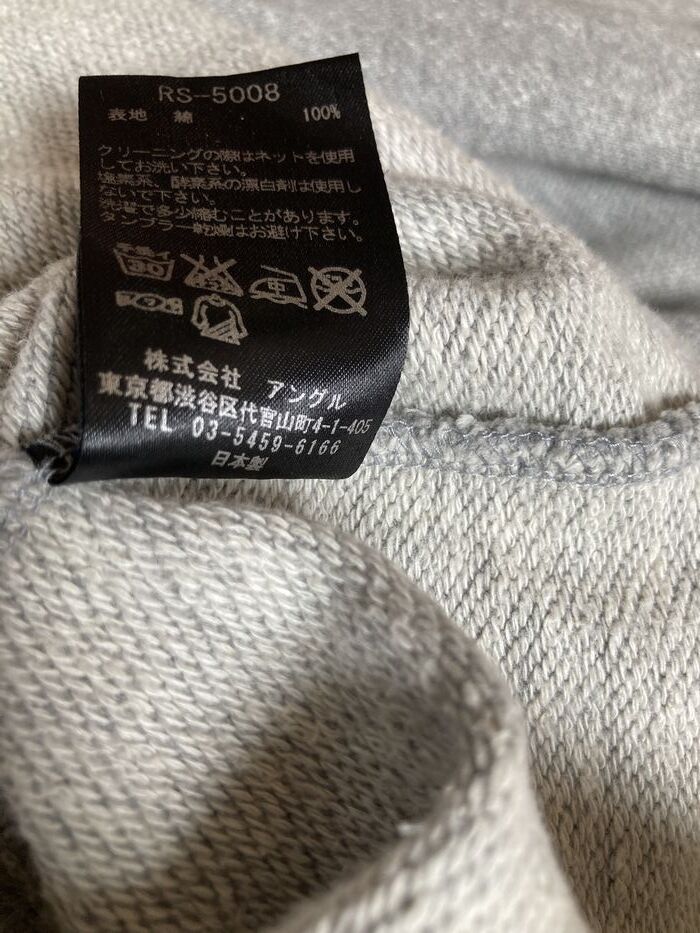 RS-5008
表地 綿 100%
クリーニングの際はネットを使用
してお洗い下さい。
塩素系、酵素系の漂白剤は使用し
ないで下さい。
洗濯で多少縮むことがあります。
タンブラー乾燥はお避け下さい。
株式会社 アングル
東京都渋谷区代官山町4-1-405
TEL 03-5459-6166
日本製